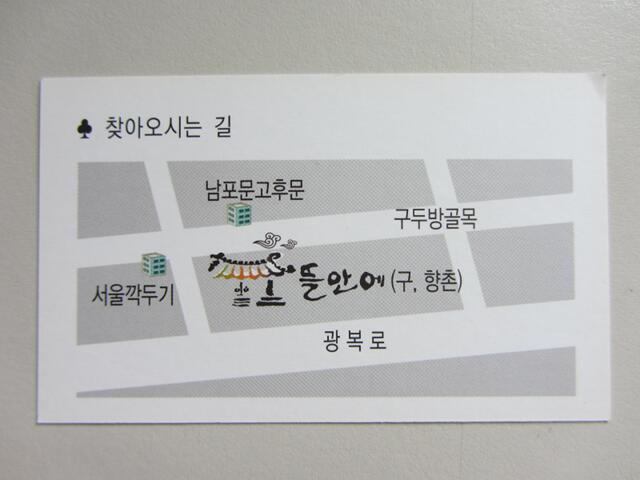 ♣ 찾아오시는 길
남포문고후문
구두방골목
서울깍두기
뜰안에 (구, 향촌)
광복로